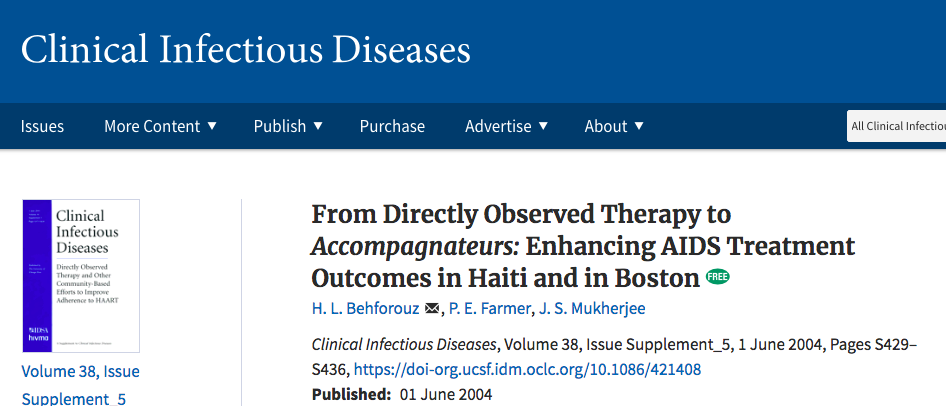 Clinical Infectious Diseases
Issues More Content ▼ Publish ▼ Purchase Advertise ▼ About ▼ All Clinical Infectiou
Clinical
Infectious
Diseases
Directly Observed
Therapy and Other
Community-Based
Efforts to Improve
Adherence to HAART
IDSA
hivma
Volume 38, Issue
Supplement_5
From Directly Observed Therapy to
Accompagnateurs: Enhancing AIDS Treatment
Outcomes in Haiti and in Boston FREE
H. L. Behforouz ✉, P. E. Farmer, J. S. Mukherjee
Clinical Infectious Diseases, Volume 38, Issue Supplement_5, 1 June 2004, Pages S429–
S436, https://doi-org.ucsf.idm.oclc.org/10.1086/421408
Published: 01 June 2004